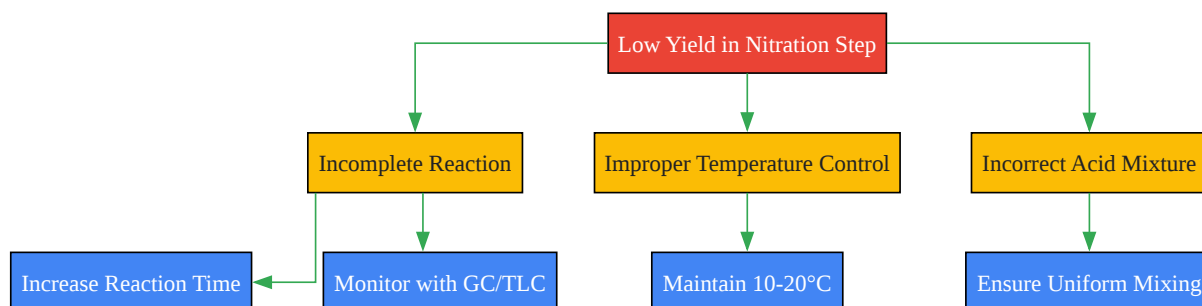 Low Yield in Nitration Step
Incomplete Reaction
Improper Temperature Control
Incorrect Acid Mixture
Increase Reaction Time
Monitor with GC/TLC
Maintain 10-20°C
Ensure Uniform Mixing